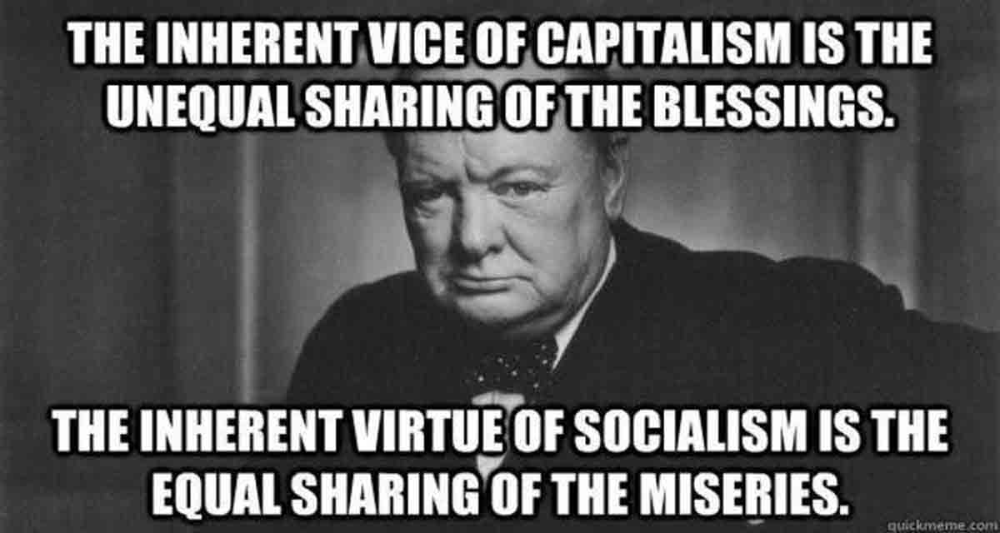 THE INHERENT VICE OF CAPITALISM IS THE
UNEQUAL SHARING OF THE BLESSINGS.
THE INHERENT VIRTUE OF SOCIALISM IS THE
EQUAL SHARING OF THE MISERIES.
quickmeme.com